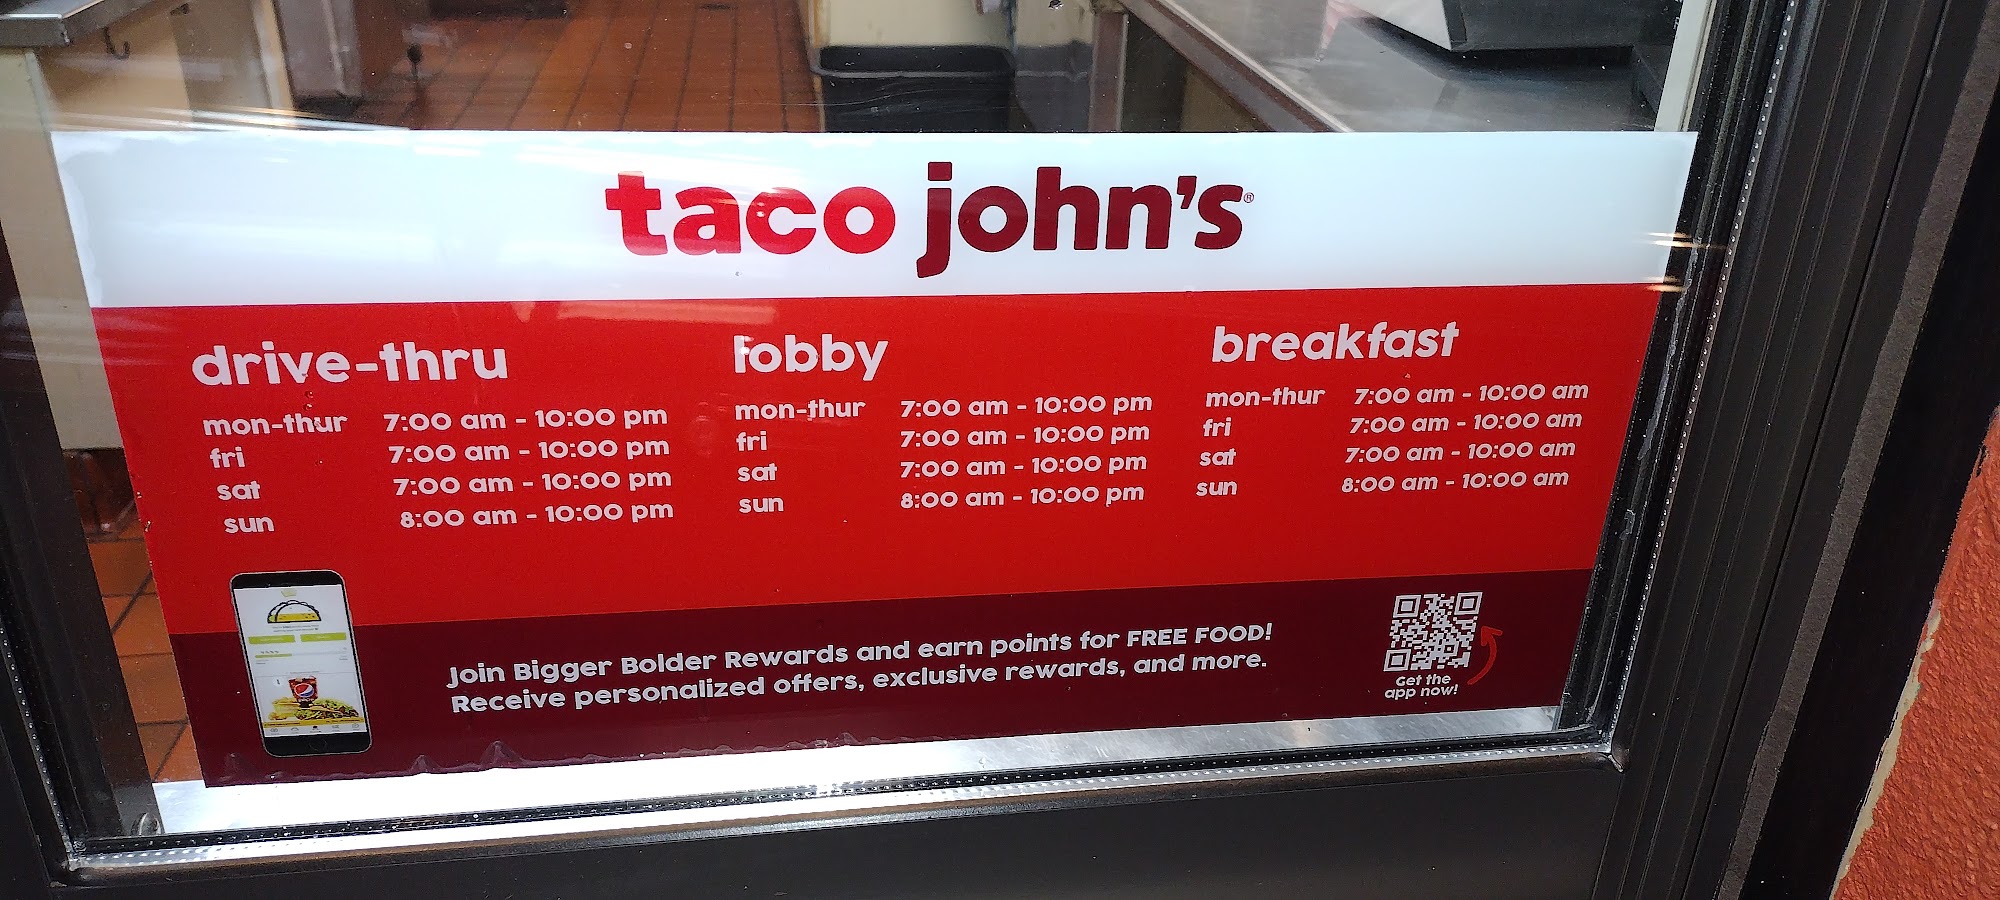 taco john's®
drive-thru
mon-thur 7:00 am - 10:00 pm
fri 7:00 am - 10:00 pm
sat 7:00 am - 10:00 pm
sun 8:00 am - 10:00 pm
lobby
mon-thur 7:00 am - 10:00 pm
fri 7:00 am - 10:00 pm
sat 7:00 am - 10:00 pm
sun 8:00 am - 10:00 pm
breakfast
mon-thur 7:00 am - 10:00 am
fri 7:00 am - 10:00 am
sat 7:00 am - 10:00 am
sun 8:00 am - 10:00 am
Join Bigger Bolder Rewards and earn points for FREE FOOD!
Receive personalized offers, exclusive rewards, and more.
Get the
app now!